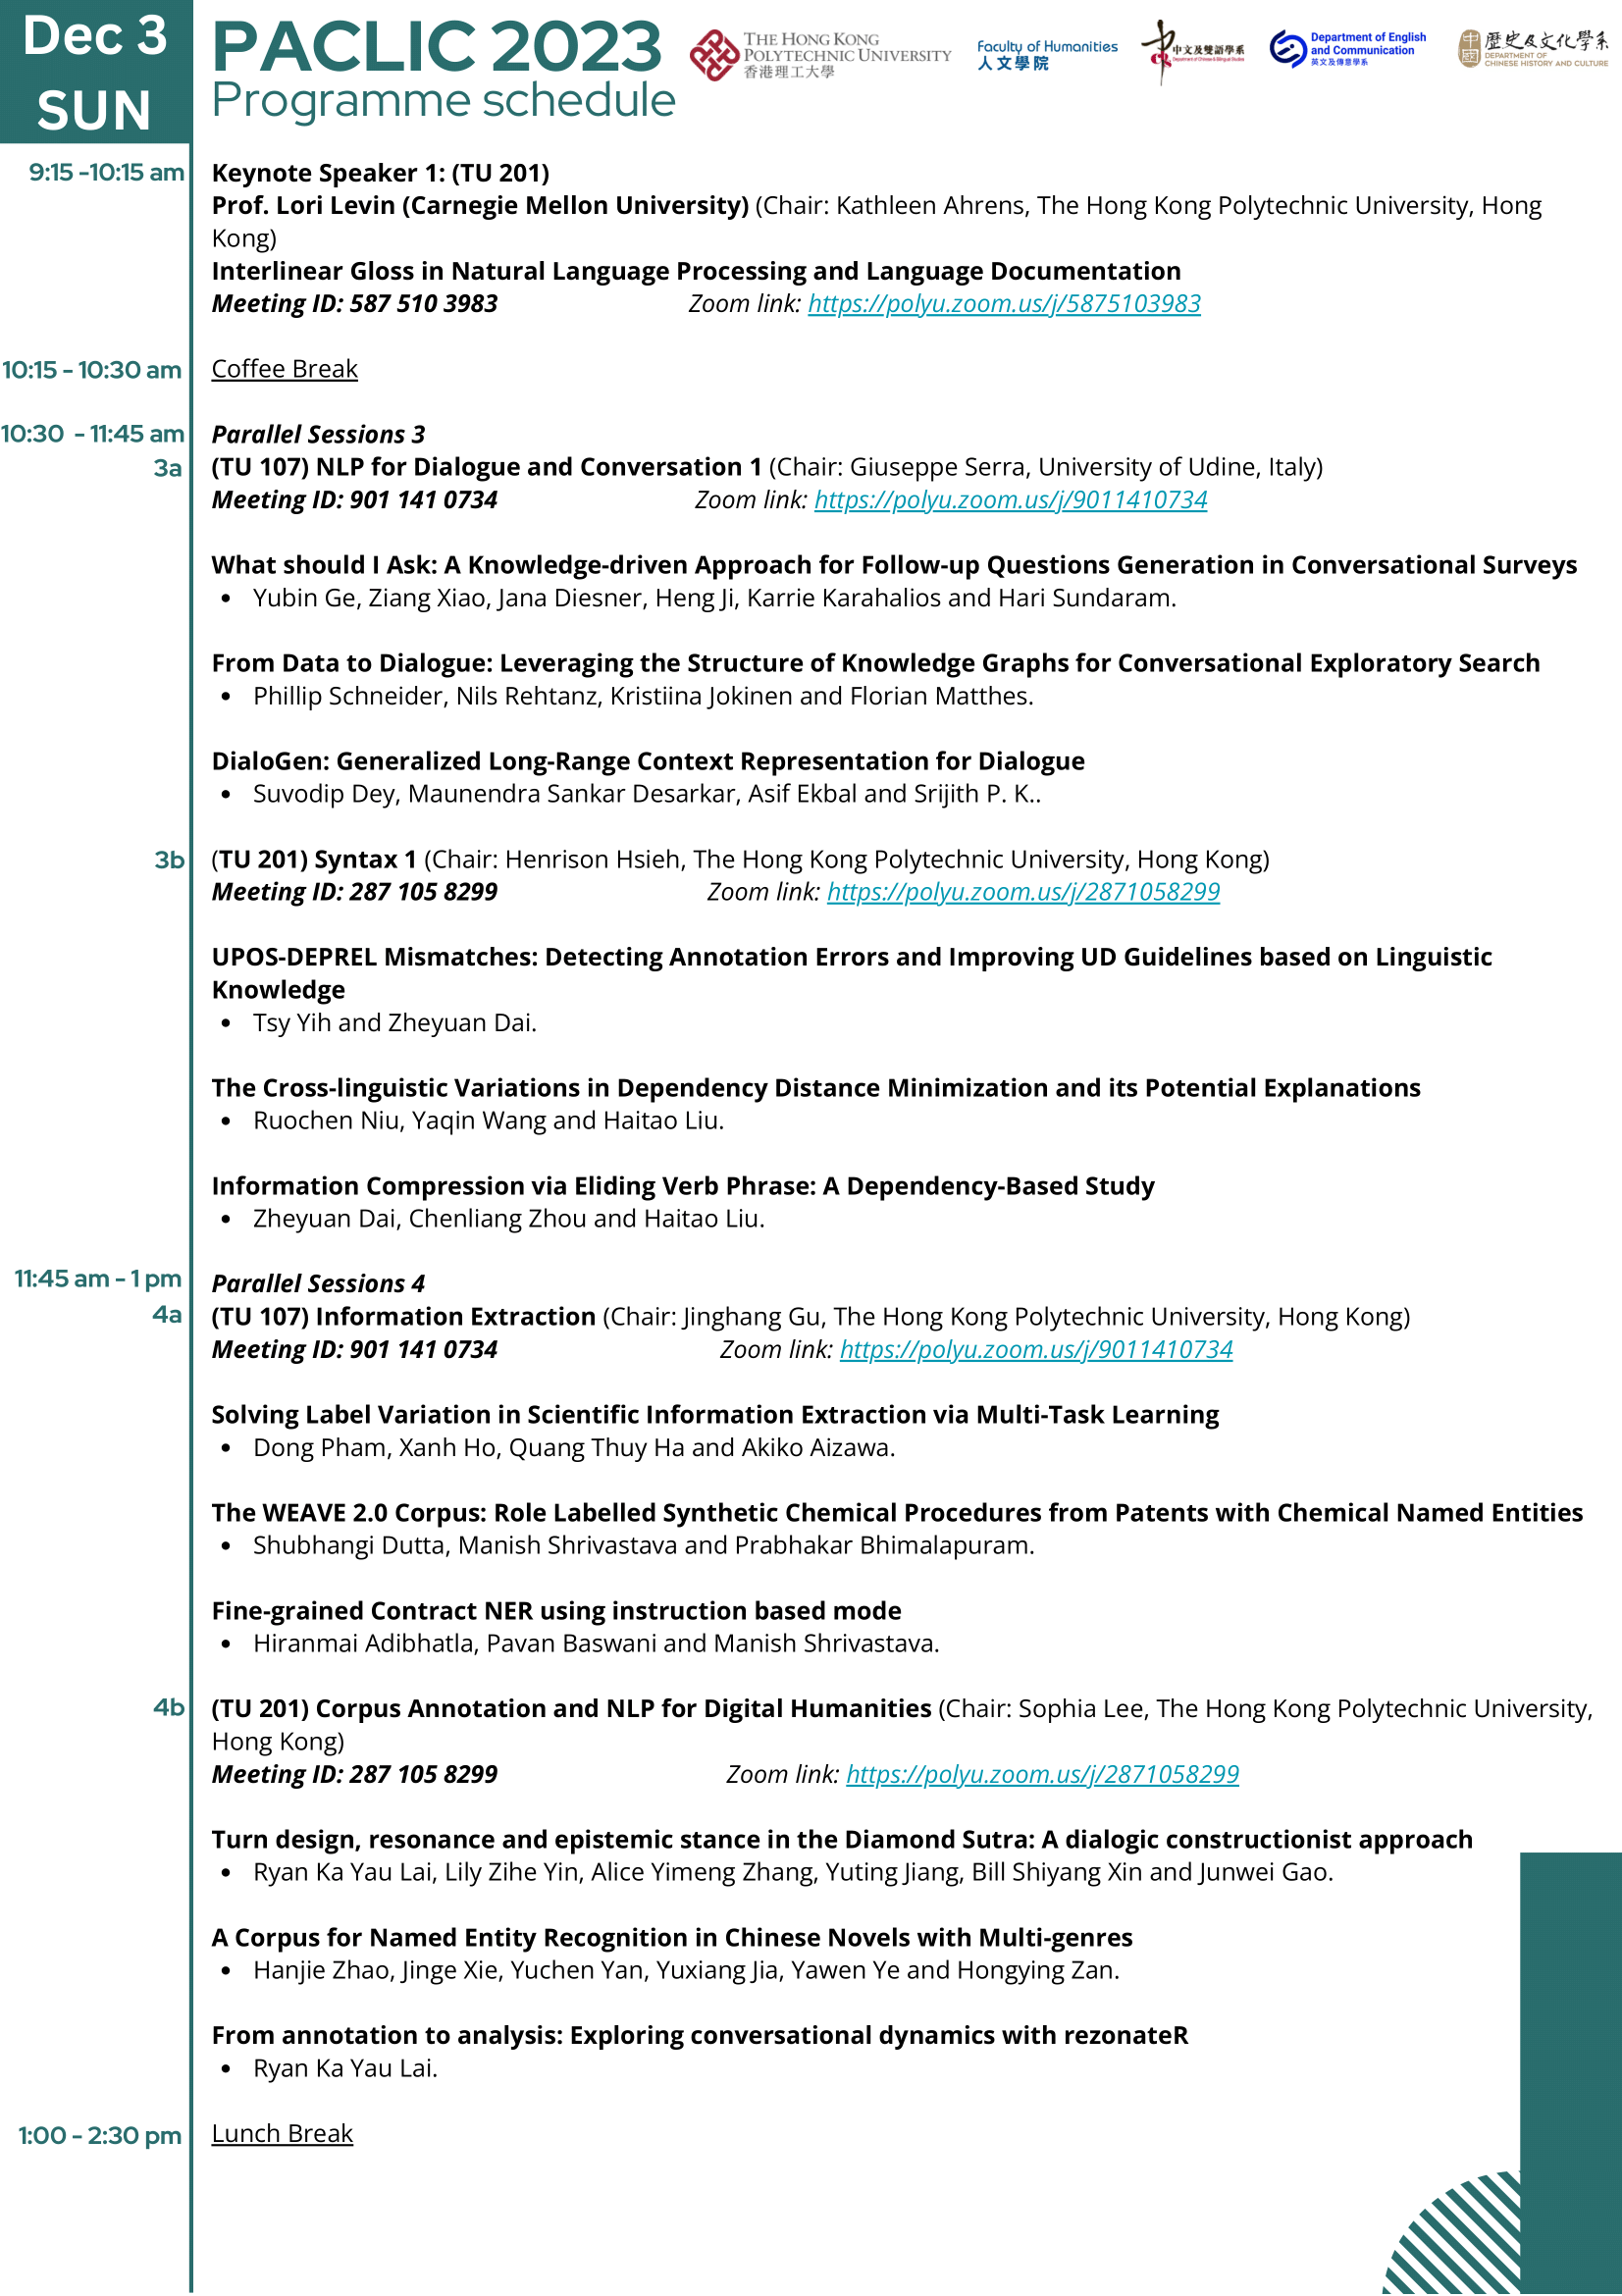 Dec 3
SUN
PACLIC 2023
Programme schedule
THE HONG KONG
POLYTECHNIC UNIVERSITY
香港理工大學
Faculty of Humanities
人文學院
中文及雙語學系
Department of Chinese & Bilingual Studies
Department of English
and Communication
英文及傳意學系
中國
歷史及文化學系
DEPARTMENT OF
CHINESE HISTORY AND CULTURE
9:15 -10:15 am
Keynote Speaker 1: (TU 201)
Prof. Lori Levin (Carnegie Mellon University) (Chair: Kathleen Ahrens, The Hong Kong Polytechnic University, Hong
Kong)
Interlinear Gloss in Natural Language Processing and Language Documentation
Meeting ID: 587 510 3983 Zoom link: https://polyu.zoom.us/j/5875103983
10:15 - 10:30 am
Coffee Break
10:30 - 11:45 am
Parallel Sessions 3
3a
(TU 107) NLP for Dialogue and Conversation 1 (Chair: Giuseppe Serra, University of Udine, Italy)
Meeting ID: 901 141 0734 Zoom link: https://polyu.zoom.us/j/9011410734
What should I Ask: A Knowledge-driven Approach for Follow-up Questions Generation in Conversational Surveys
• Yubin Ge, Ziang Xiao, Jana Diesner, Heng Ji, Karrie Karahalios and Hari Sundaram.
From Data to Dialogue: Leveraging the Structure of Knowledge Graphs for Conversational Exploratory Search
• Phillip Schneider, Nils Rehtanz, Kristiina Jokinen and Florian Matthes.
DialoGen: Generalized Long-Range Context Representation for Dialogue
• Suvodip Dey, Maunendra Sankar Desarkar, Asif Ekbal and Srijith P. K..
3b
(TU 201) Syntax 1 (Chair: Henrison Hsieh, The Hong Kong Polytechnic University, Hong Kong)
Meeting ID: 287 105 8299 Zoom link: https://polyu.zoom.us/j/2871058299
UPOS-DEPREL Mismatches: Detecting Annotation Errors and Improving UD Guidelines based on Linguistic
Knowledge
• Tsy Yih and Zheyuan Dai.
The Cross-linguistic Variations in Dependency Distance Minimization and its Potential Explanations
• Ruochen Niu, Yaqin Wang and Haitao Liu.
Information Compression via Eliding Verb Phrase: A Dependency-Based Study
• Zheyuan Dai, Chenliang Zhou and Haitao Liu.
11:45 am - 1 pm
Parallel Sessions 4
4a
(TU 107) Information Extraction (Chair: Jinghang Gu, The Hong Kong Polytechnic University, Hong Kong)
Meeting ID: 901 141 0734 Zoom link: https://polyu.zoom.us/j/9011410734
Solving Label Variation in Scientific Information Extraction via Multi-Task Learning
• Dong Pham, Xanh Ho, Quang Thuy Ha and Akiko Aizawa.
The WEAVE 2.0 Corpus: Role Labelled Synthetic Chemical Procedures from Patents with Chemical Named Entities
• Shubhangi Dutta, Manish Shrivastava and Prabhakar Bhimalapuram.
Fine-grained Contract NER using instruction based mode
• Hiranmai Adibhatla, Pavan Baswani and Manish Shrivastava.
4b
(TU 201) Corpus Annotation and NLP for Digital Humanities (Chair: Sophia Lee, The Hong Kong Polytechnic University,
Hong Kong)
Meeting ID: 287 105 8299 Zoom link: https://polyu.zoom.us/j/2871058299
Turn design, resonance and epistemic stance in the Diamond Sutra: A dialogic constructionist approach
• Ryan Ka Yau Lai, Lily Zihe Yin, Alice Yimeng Zhang, Yuting Jiang, Bill Shiyang Xin and Junwei Gao.
A Corpus for Named Entity Recognition in Chinese Novels with Multi-genres
• Hanjie Zhao, Jinge Xie, Yuchen Yan, Yuxiang Jia, Yawen Ye and Hongying Zan.
From annotation to analysis: Exploring conversational dynamics with rezonateR
• Ryan Ka Yau Lai.
1:00 - 2:30 pm
Lunch Break